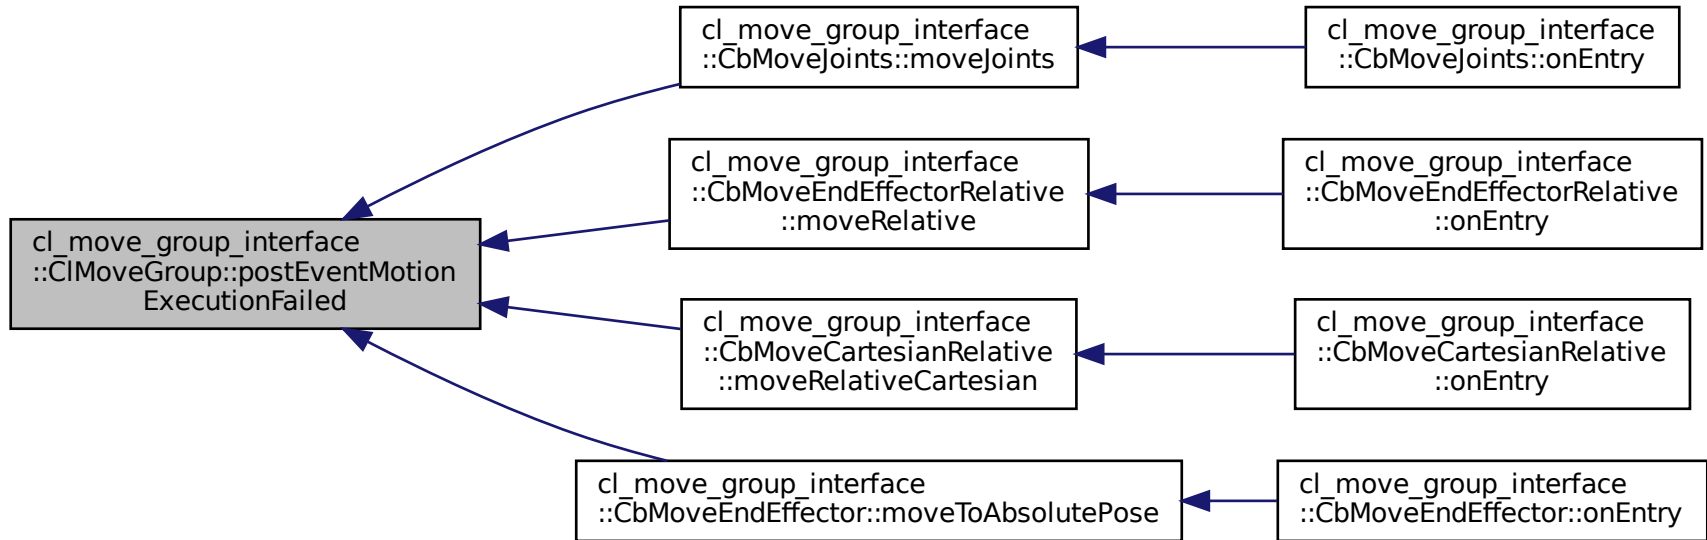 cl_move_group_interface
::ClMoveGroup::postEventMotion
ExecutionFailed
cl_move_group_interface
::CbMoveJoints::moveJoints
cl_move_group_interface
::CbMoveJoints::onEntry
cl_move_group_interface
::CbMoveEndEffectorRelative
::moveRelative
cl_move_group_interface
::CbMoveEndEffectorRelative
::onEntry
cl_move_group_interface
::CbMoveCartesianRelative
::moveRelativeCartesian
cl_move_group_interface
::CbMoveCartesianRelative
::onEntry
cl_move_group_interface
::CbMoveEndEffector::moveToAbsolutePose
cl_move_group_interface
::CbMoveEndEffector::onEntry